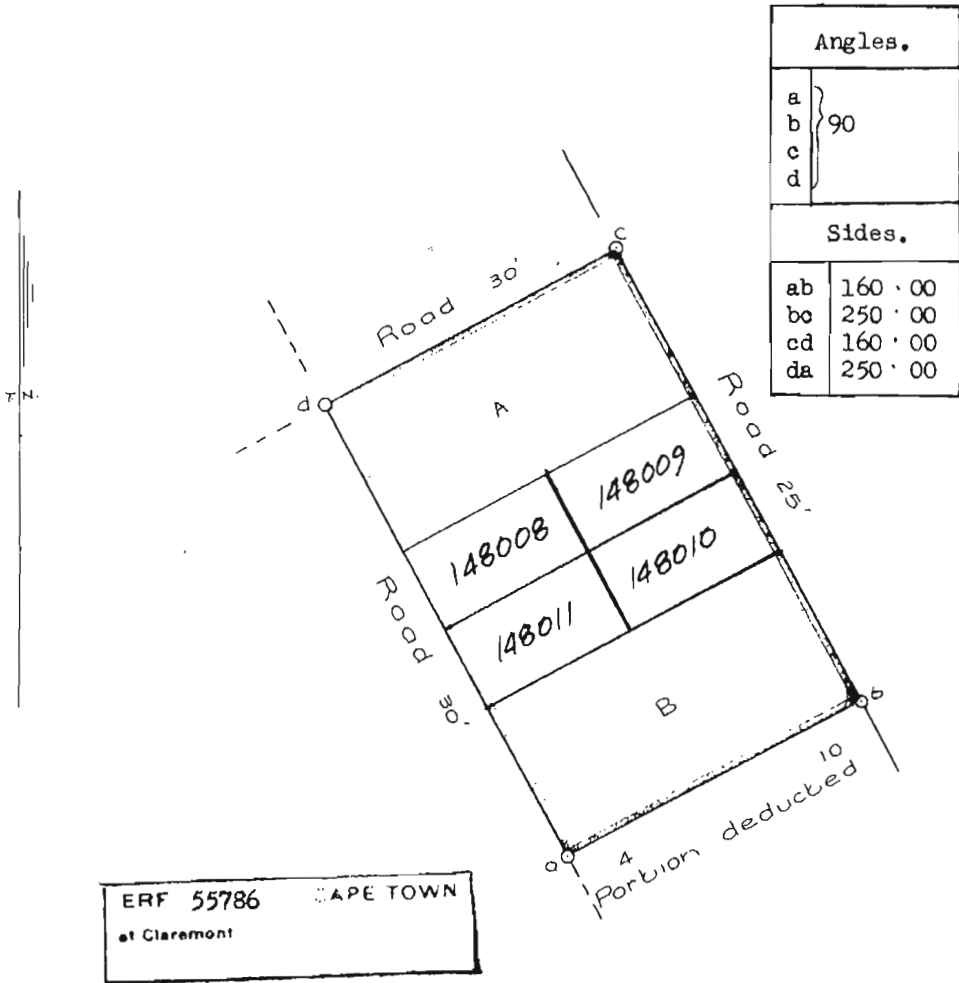 Angles.
a
b
c
d
90
Sides.
ab 160·00
bc 250·00
cd 160·00
da 250·00
c
Road 30'
d
A
Road 25'
148009
148008
148010
148011
Road 30'
B
b
10
a
4
Portion deducted
ERF 55786 CAPE TOWN
at Claremont